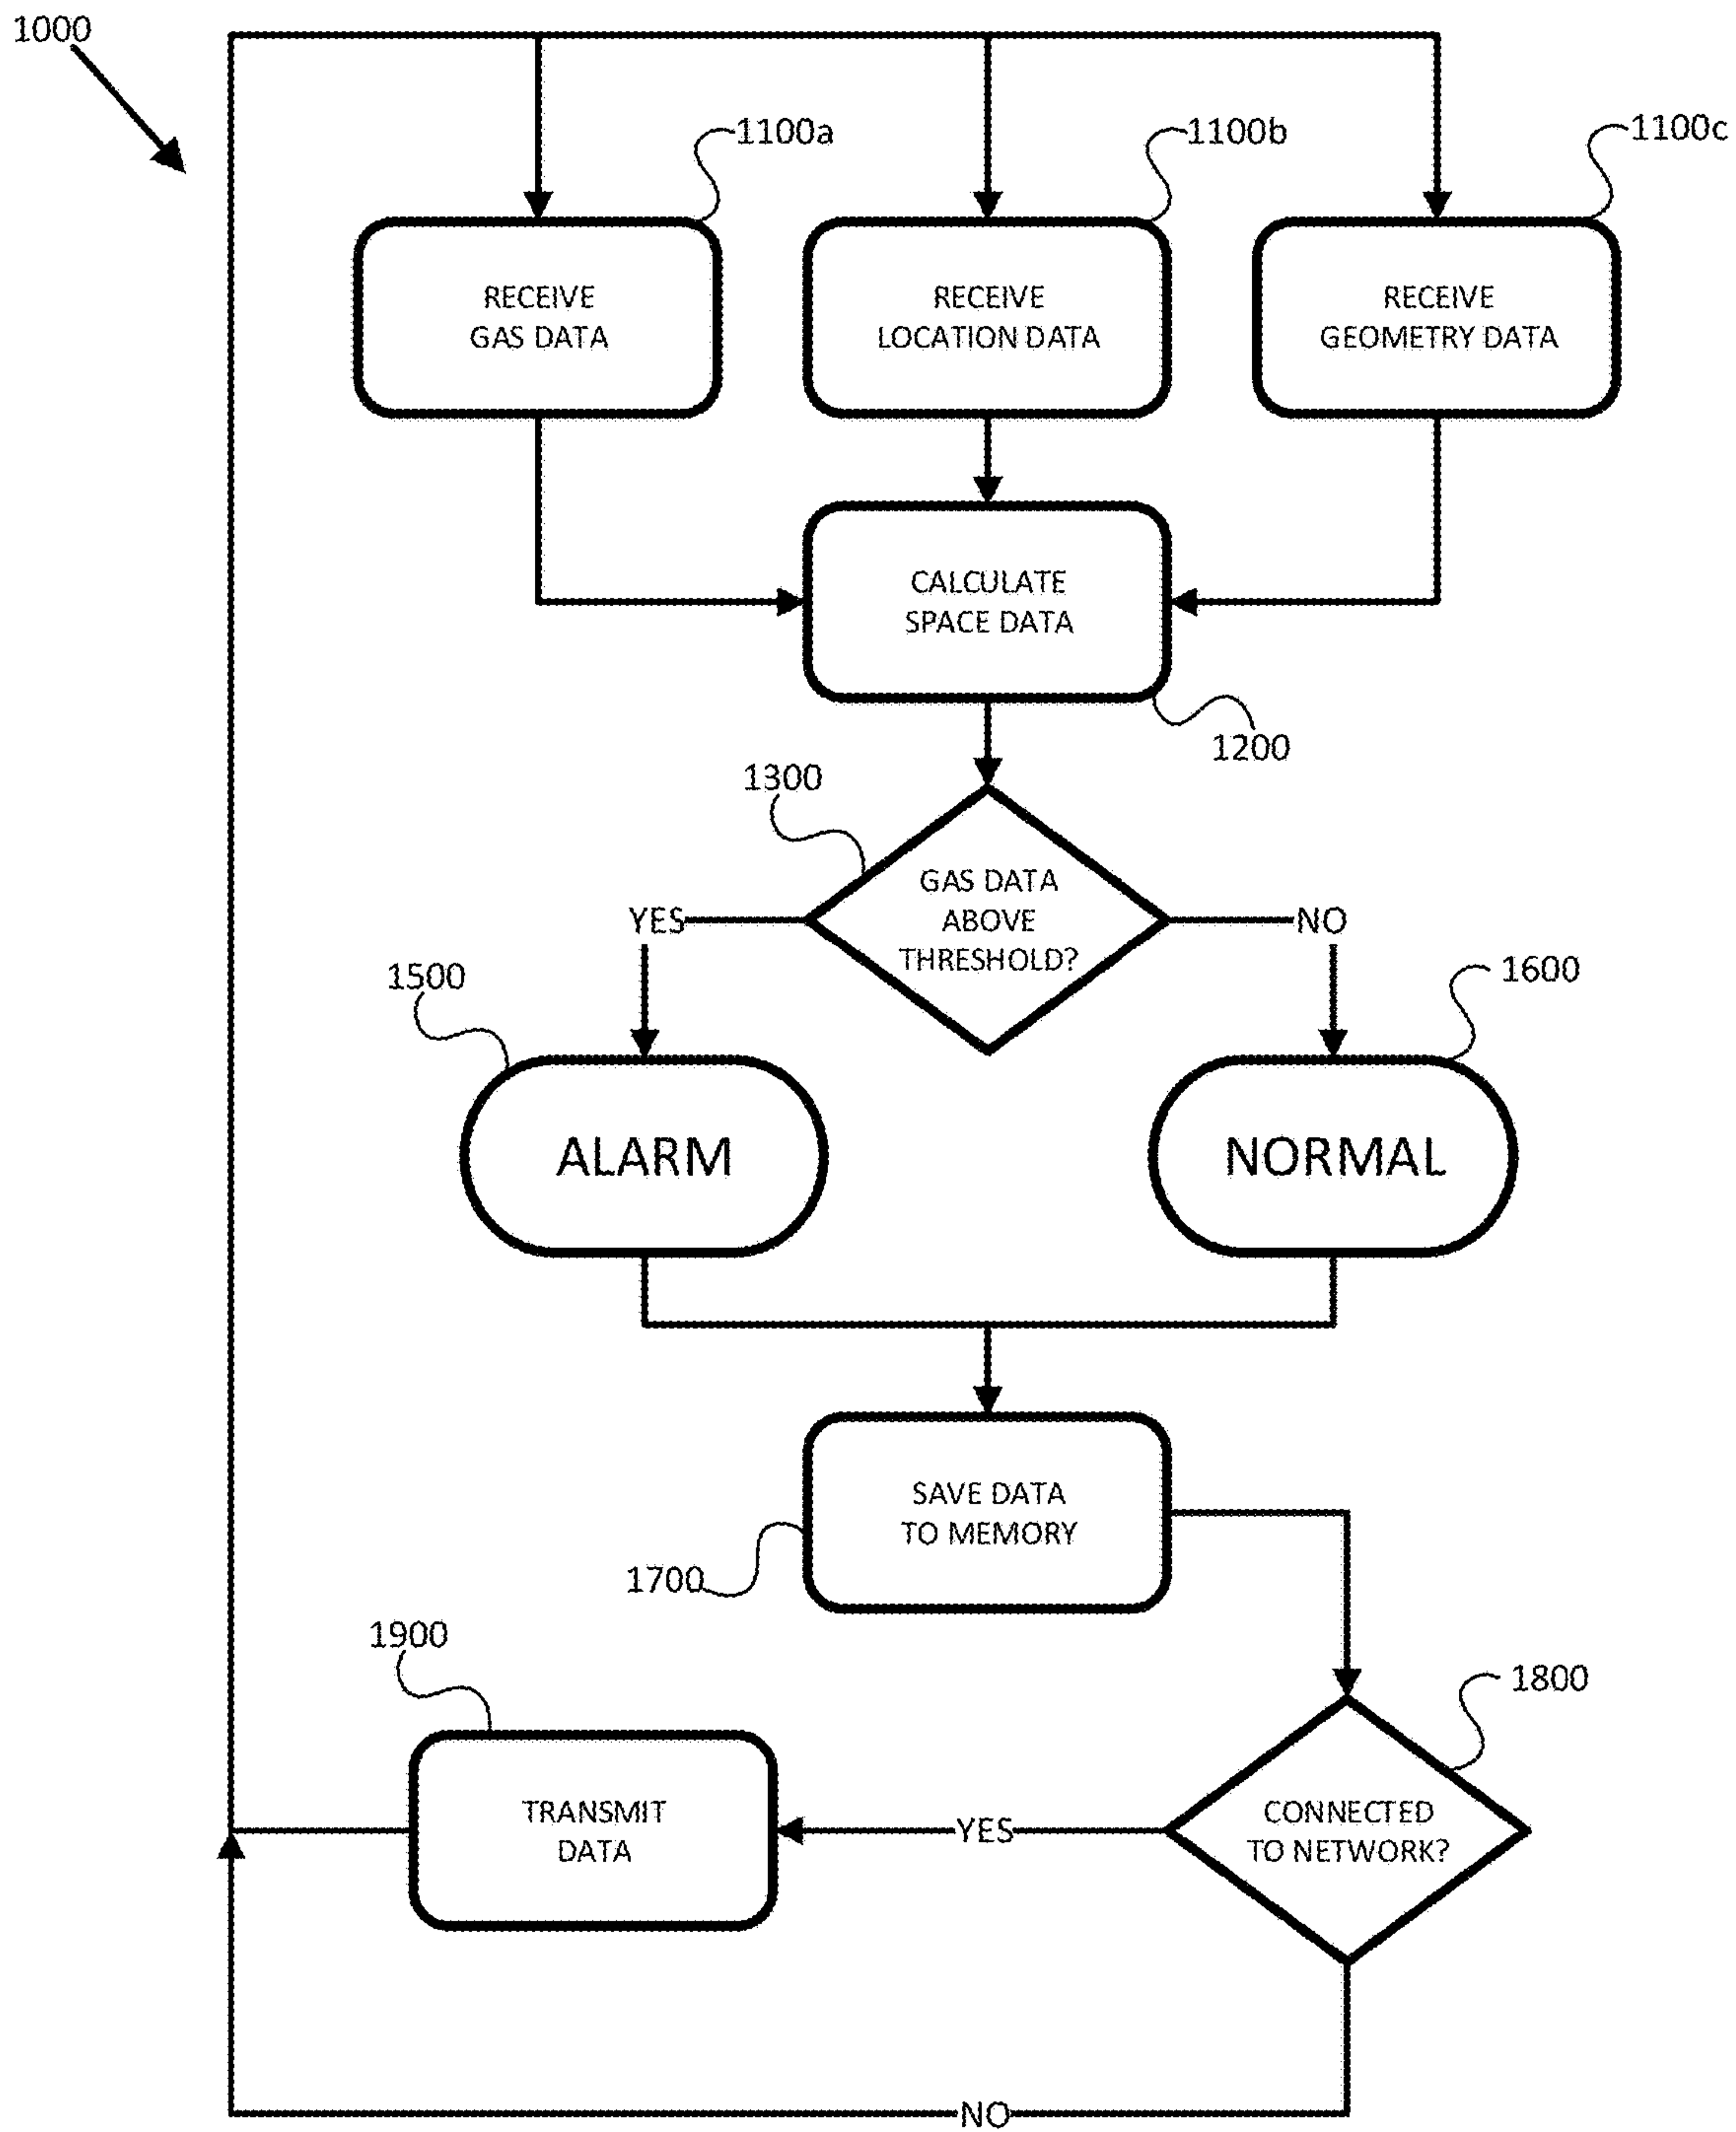 1000
1100a
1100b
1100c
RECEIVE
GAS DATA
RECEIVE
LOCATION DATA
RECEIVE
GEOMETRY DATA
CALCULATE
SPACE DATA
1200
1300
GAS DATA
ABOVE
THRESHOLD?
YES
NO
1500
1600
ALARM
NORMAL
SAVE DATA
TO MEMORY
1700
1900
1800
TRANSMIT
DATA
YES
CONNECTED
TO NETWORK?
NO